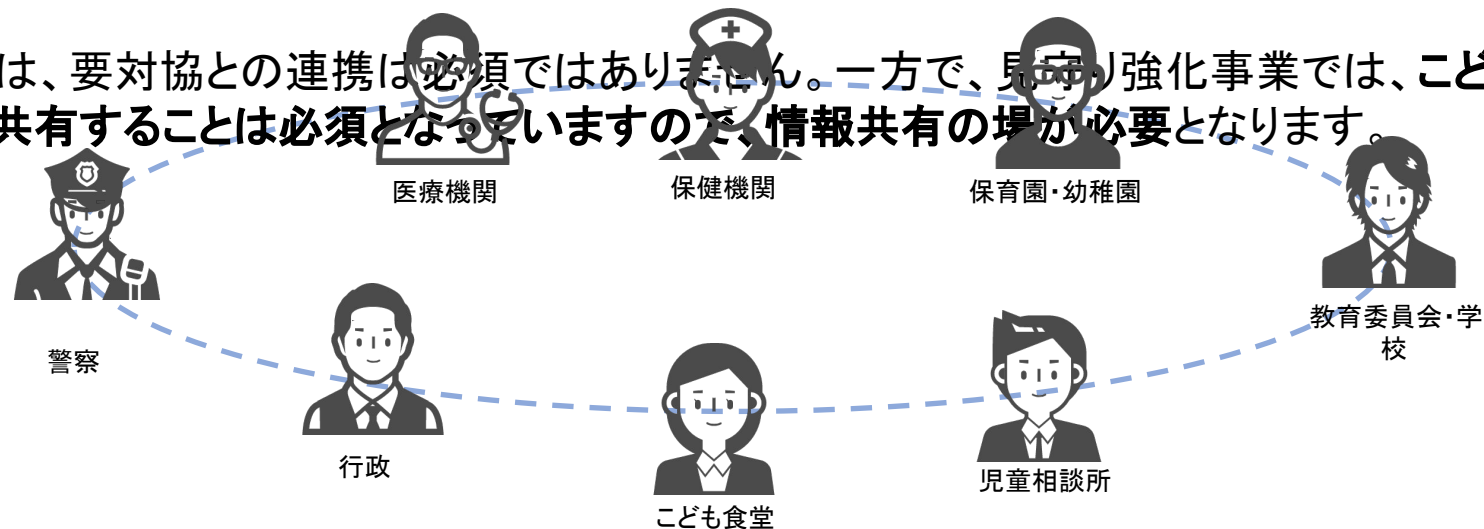 は、要対協との連携は必須ではありません。一方で、見守り強化事業では、こど
共有することは必須となっていますので、情報共有の場が必要となります。
医療機関
保健機関
保育園・幼稚園
警察
教育委員会・学
校
行政
児童相談所
こども食堂